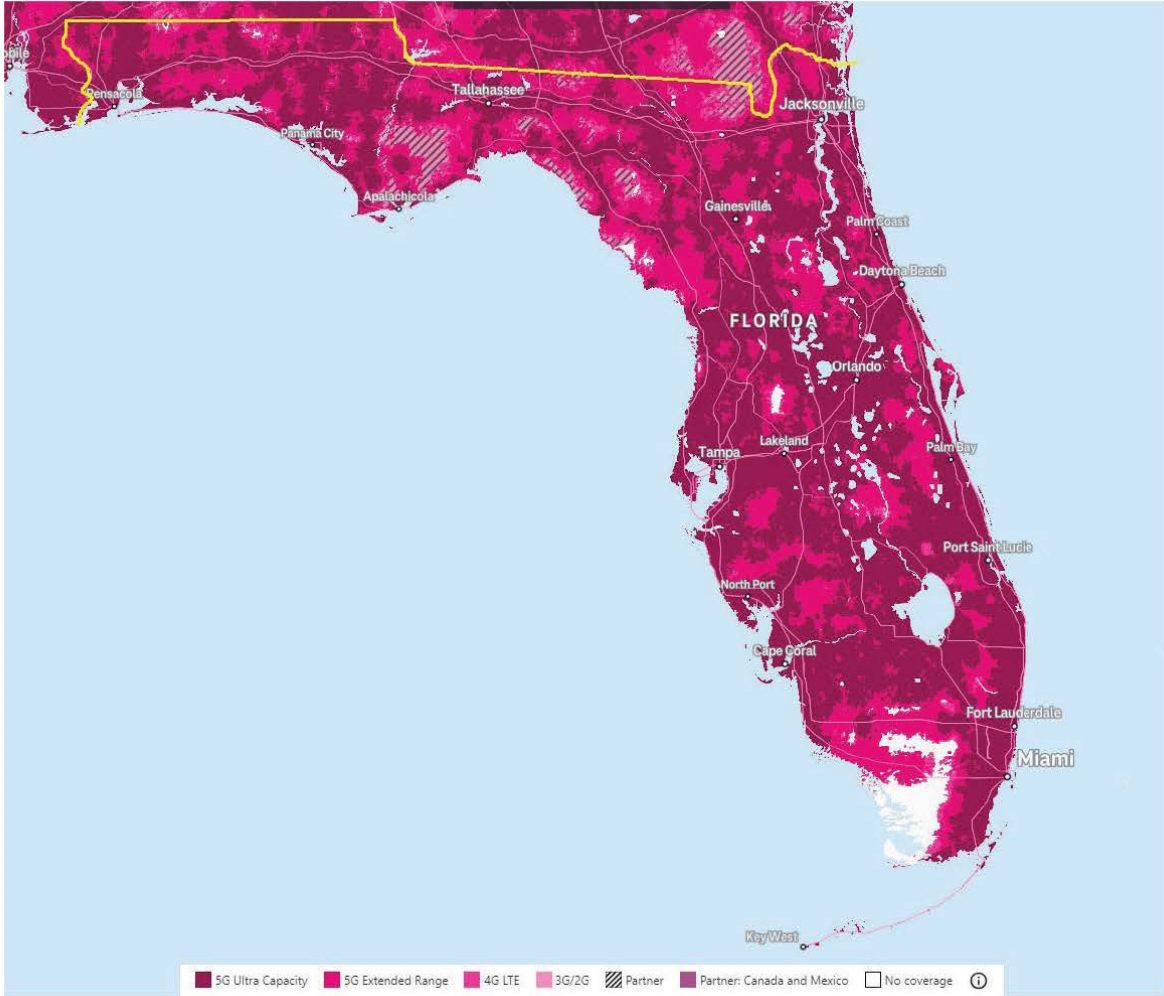 Pensacola
Tallahassee
Jacksonville
Panama City
Apalachicola
Gainesville
Palm Coast
Daytona Beach
FLORIDA
Orlando
Lakeland
Tampa
Palm Bay
Port Saint Lucie
North Port
Cape Coral
Fort Lauderdale
Miami
Key West
5G Ultra Capacity 5G Extended Range 4G LTE 3G/2G Partner Partner: Canada and Mexico No coverage